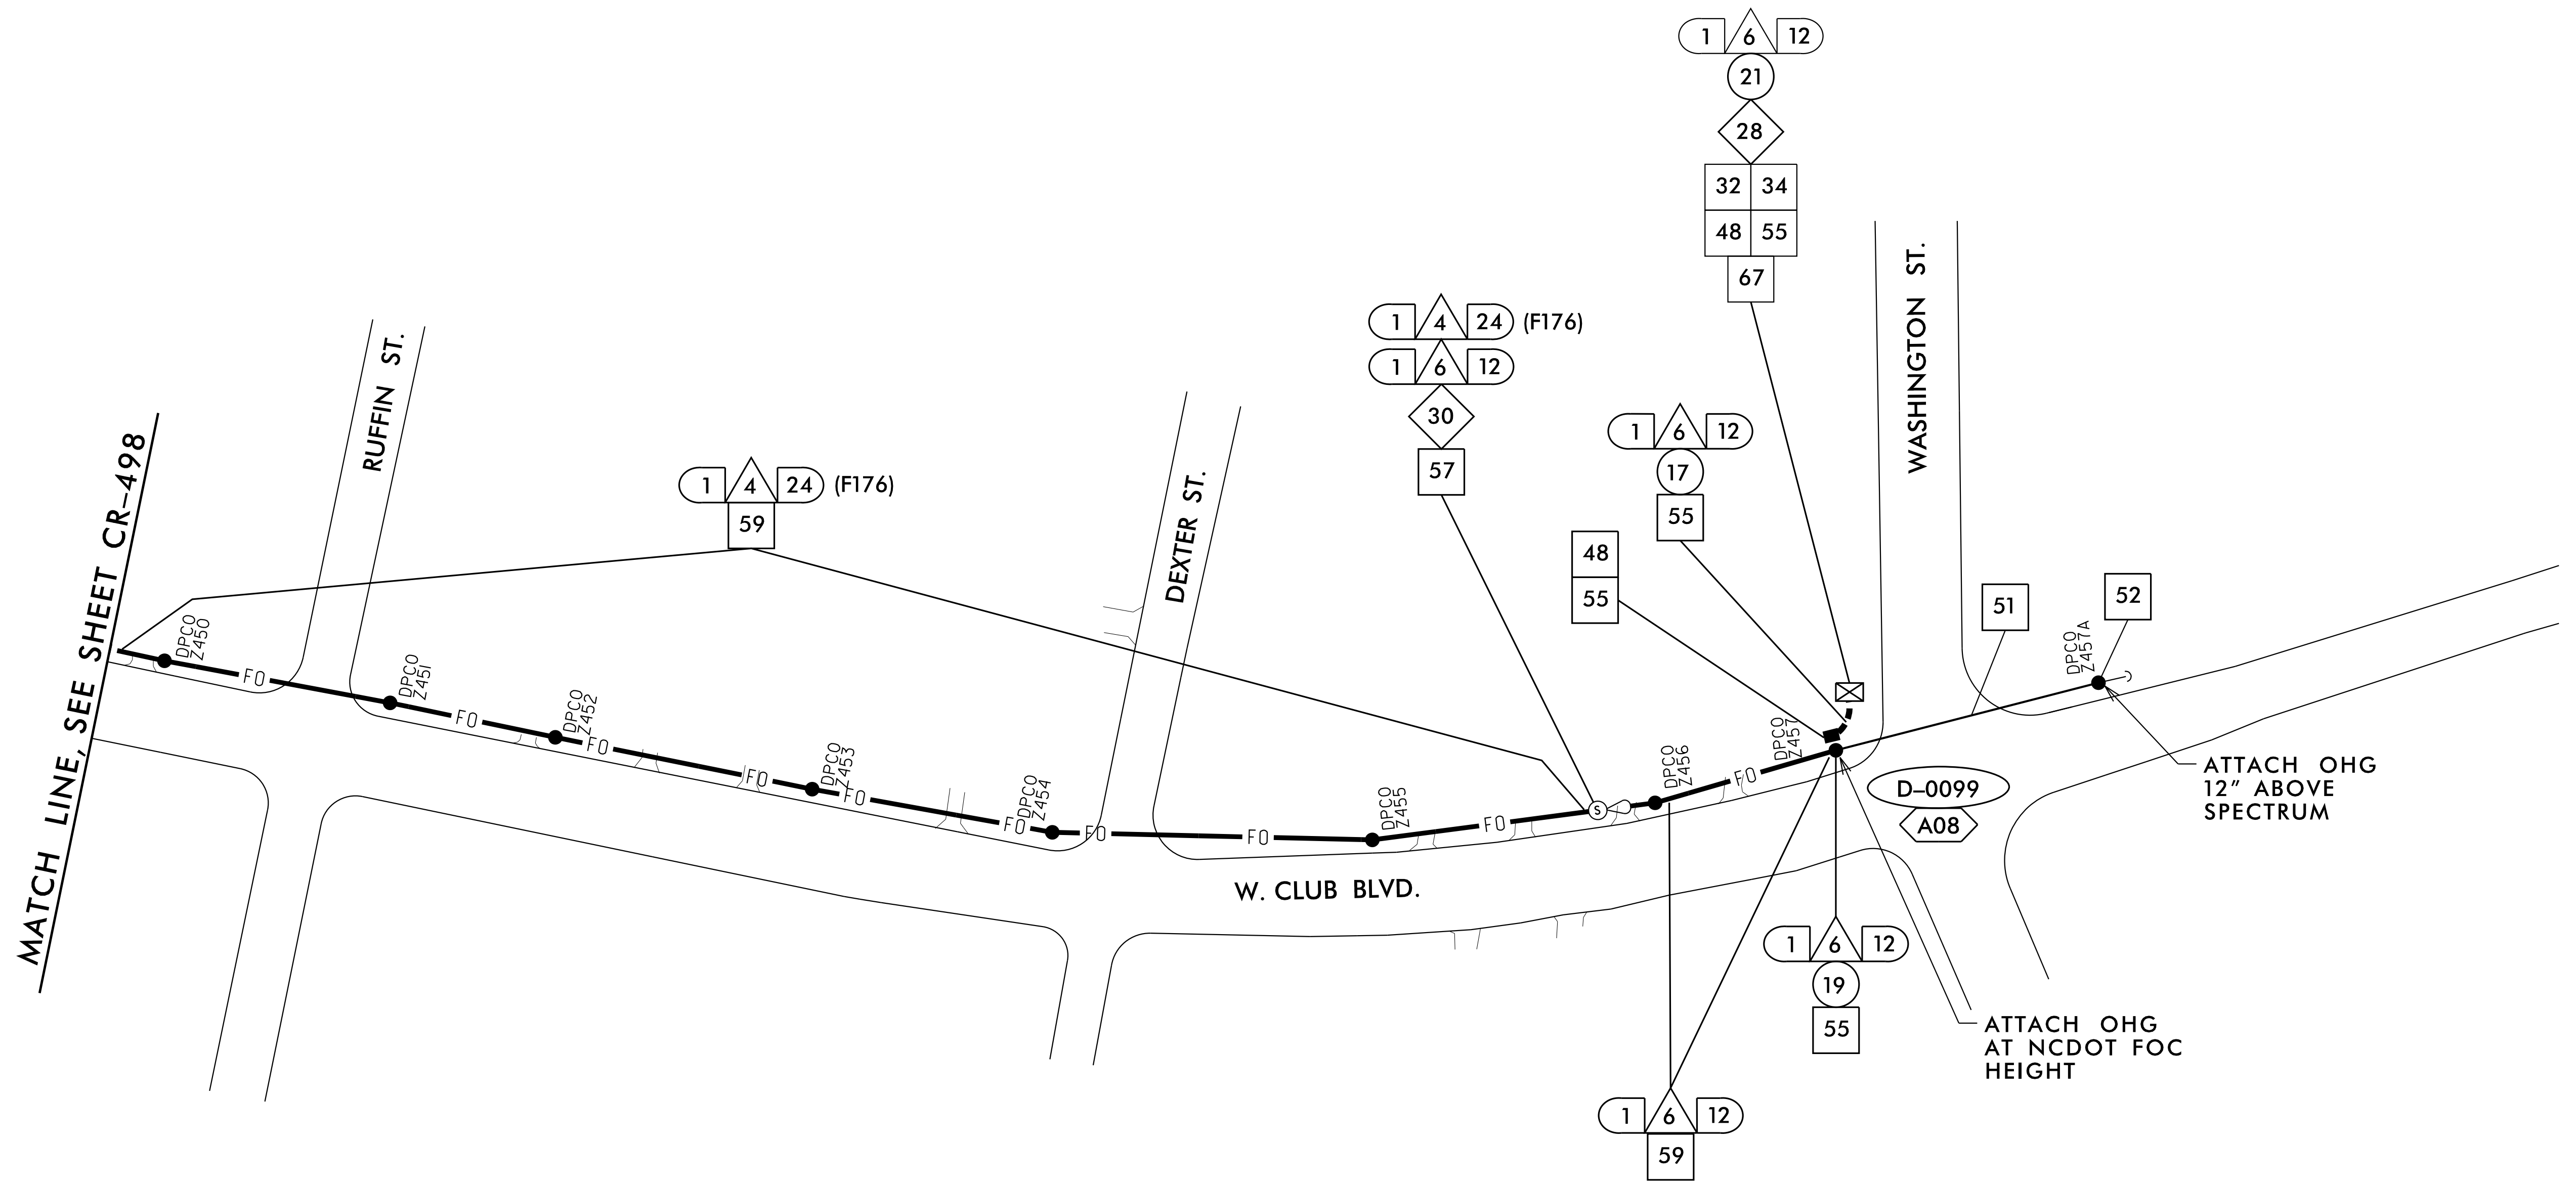 1 6 12
21
28
32 34
48 55
67
1 4 24 (F176)
1 6 12
30
57
1 6 12
17
55
48
55
1 4 24 (F176)
59
RUFFIN ST.
DEXTER ST.
WASHINGTON ST.
MATCH LINE, SEE SHEET CR-498
51
52
DPCO
Z450
FO
DPCO
Z451
FO
DPCO
Z452
FO
FO
DPCO
Z453
FO
FO
DPCO
Z454
FO
FO
DPCO
Z455
FO
S
DPCO
Z456
FO
DPCO
Z457
DPCO
Z457A
ATTACH OHG
12" ABOVE
SPECTRUM
D-0099
A08
W. CLUB BLVD.
1 6 12
19
55
ATTACH OHG
AT NCDOT FOC
HEIGHT
1 6 12
59